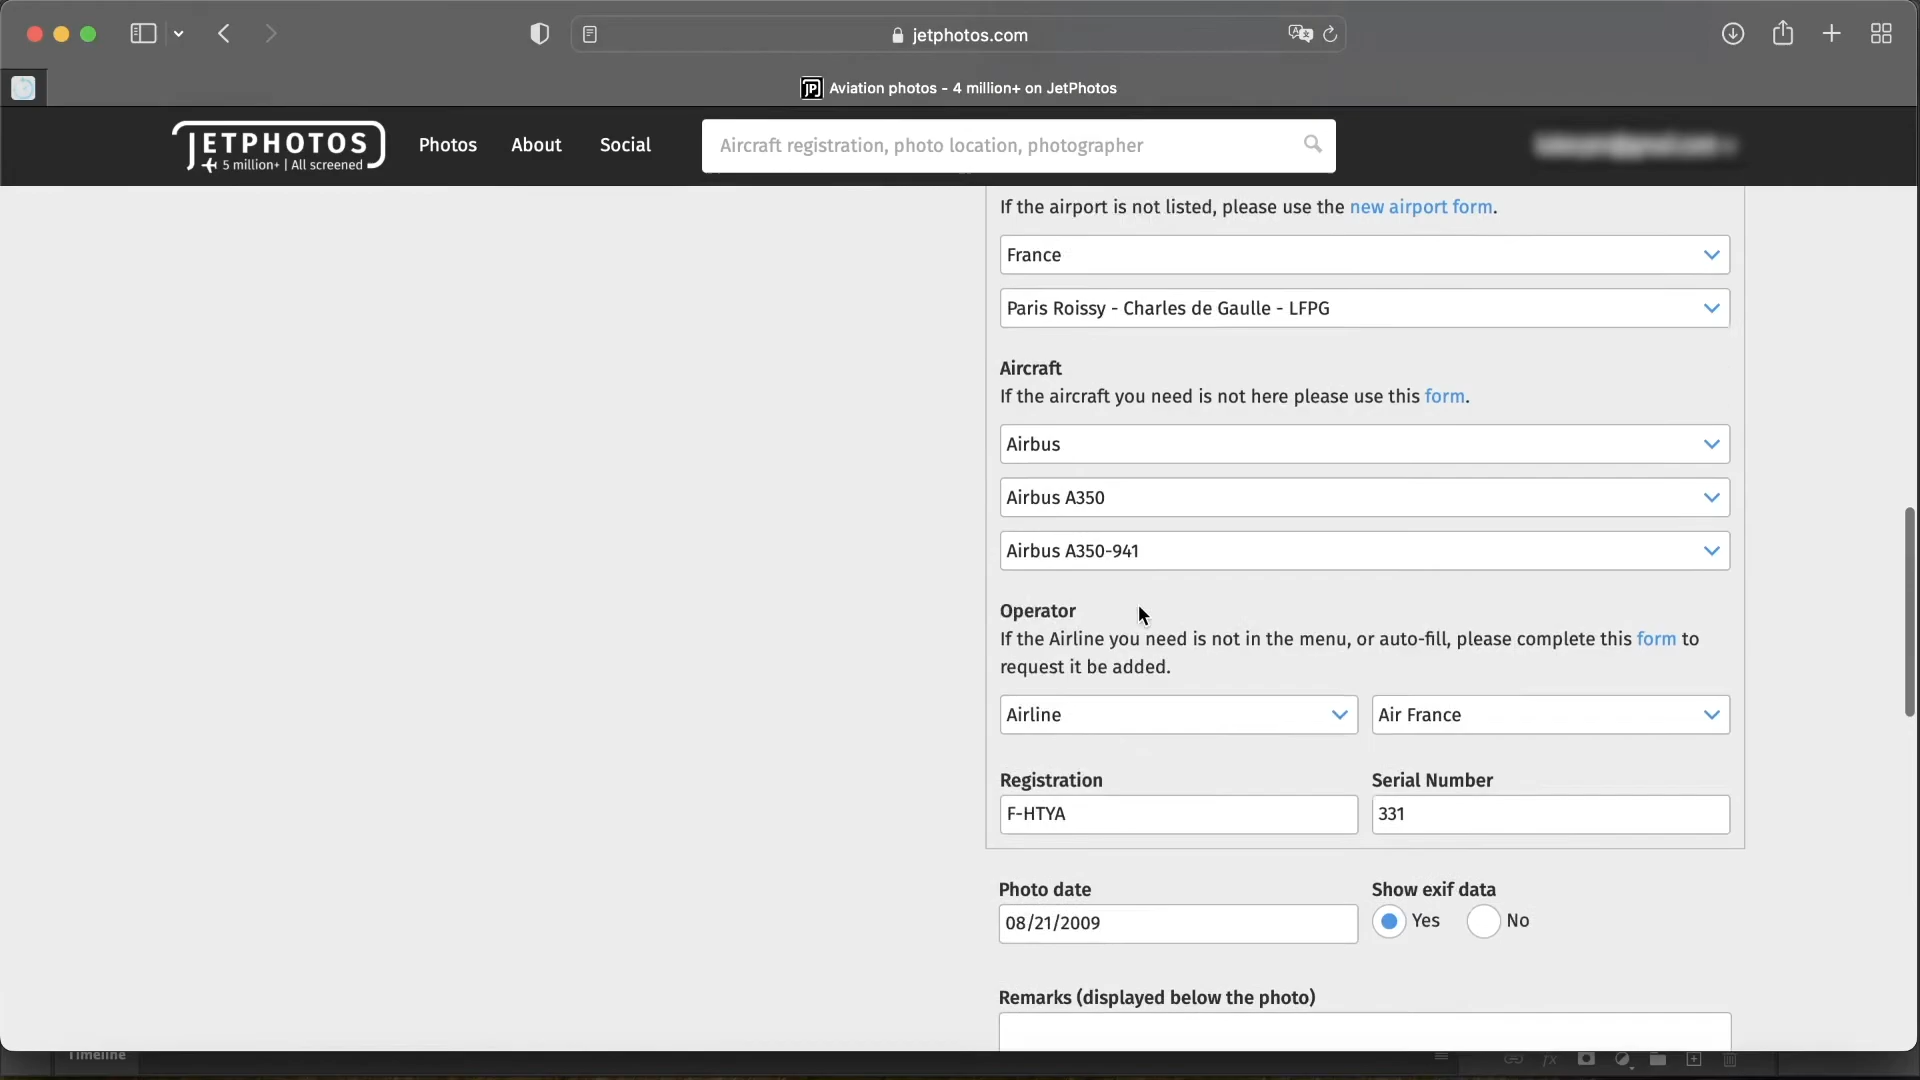 jetphotos.com
JP Aviation photos - 4 million+ on JetPhotos
JETPHOTOS
5 million+ | All screened
Photos
About
Social
Aircraft registration, photo location, photographer
If the airport is not listed, please use the new airport form.
France
Paris Roissy - Charles de Gaulle - LFPG
Aircraft
If the aircraft you need is not here please use this form.
Airbus
Airbus A350
Airbus A350-941
Operator
If the Airline you need is not in the menu, or auto-fill, please complete this form to
request it be added.
Airline
Air France
Registration
Serial Number
F-HTYA
331
Photo date
Show exif data
08/21/2009
Yes
No
Remarks (displayed below the photo)
Timeline
fx